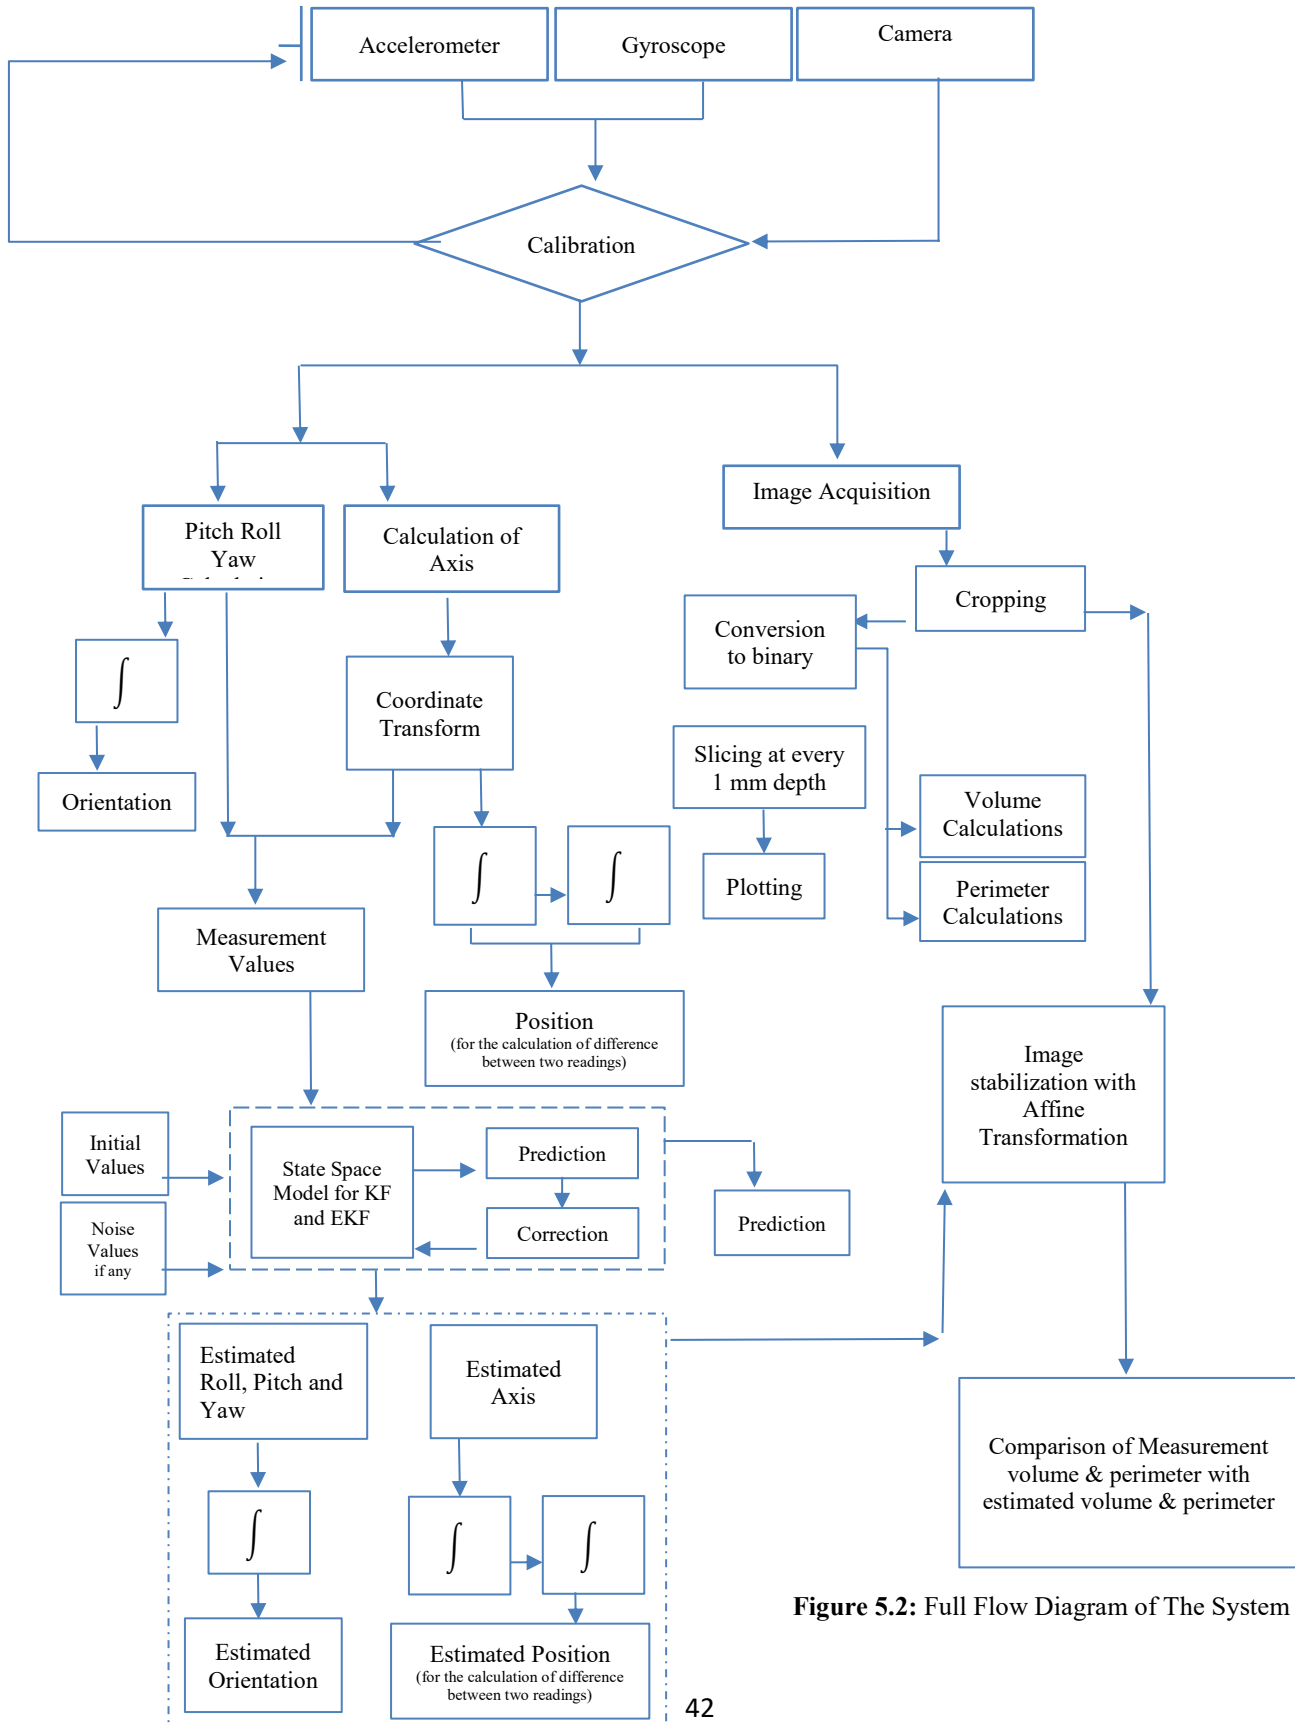 Accelerometer
Gyroscope
Camera
Calibration
Image Acquisition
Pitch Roll
Yaw
Calculation of
Axis
Cropping
Conversion
to binary
∫
Coordinate
Transform
Slicing at every
1 mm depth
Orientation
Volume
Calculations
∫
∫
Plotting
Perimeter
Calculations
Measurement
Values
Position
(for the calculation of difference
between two readings)
Image
stabilization with
Affine
Transformation
Initial
Values
State Space
Model for KF
and EKF
Prediction
Correction
Prediction
Noise
Values
if any
Estimated
Roll, Pitch and
Yaw
Estimated
Axis
Comparison of Measurement
volume & perimeter with
estimated volume & perimeter
∫
∫
∫
Figure 5.2: Full Flow Diagram of The System
Estimated
Orientation
Estimated Position
(for the calculation of difference
between two readings)
42